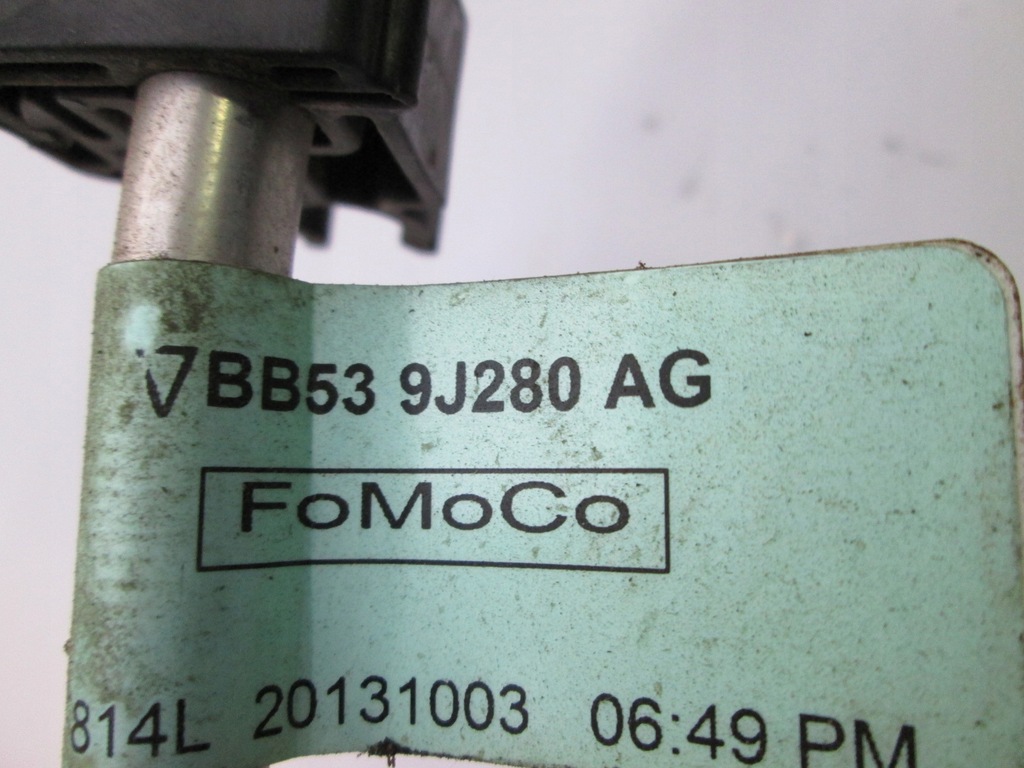 ▽BB53 9J280 AG
FoMoCo
814L 20131003 06:49 PM